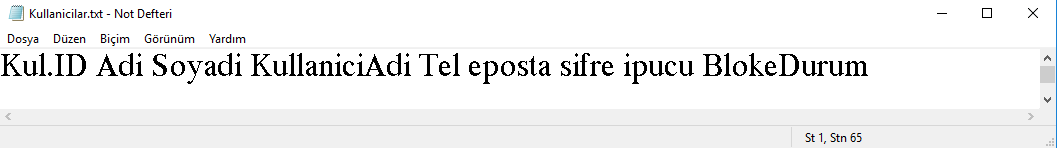 Kullanicilar.txt - Not Defteri
Dosya Düzen Biçim Görünüm Yardım
Kul.ID Adi Soyadi KullaniciAdi Tel eposta sifre ipucu BlokeDurum
St 1, Stn 65